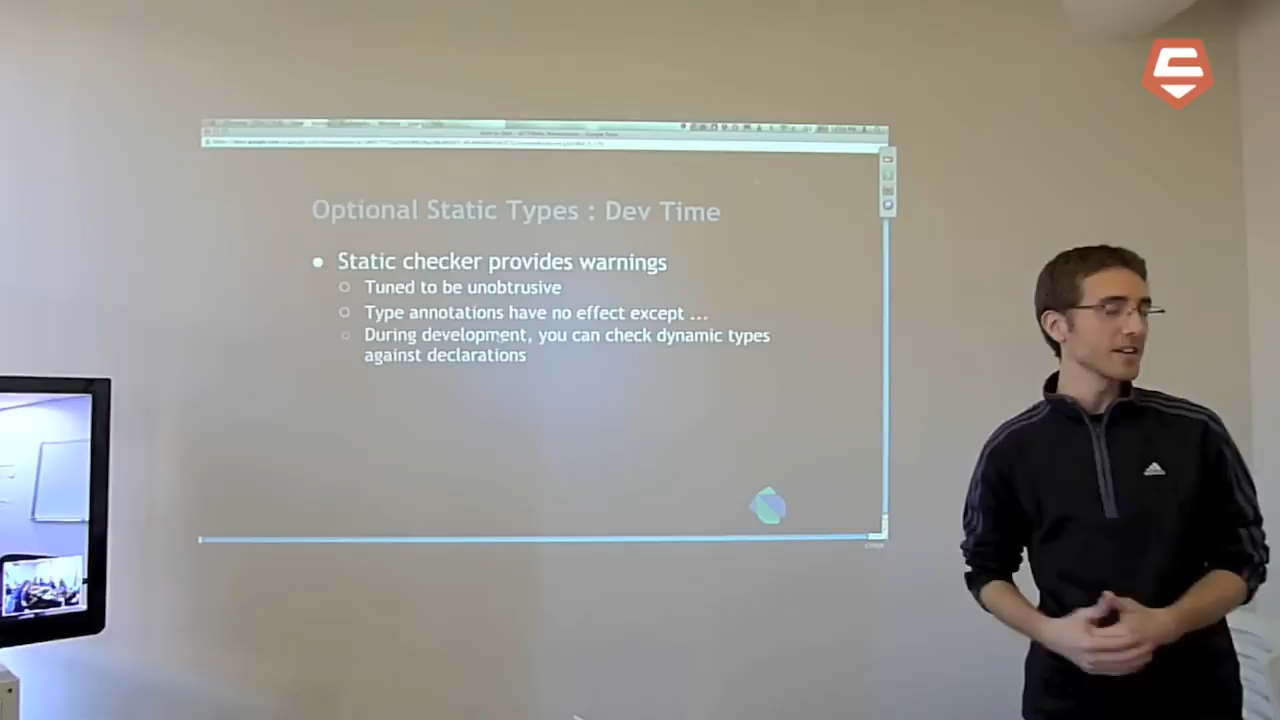 Optional Static Types : Dev Time
● Static checker provides warnings
○ Tuned to be unobtrusive
○ Type annotations have no effect except ...
○ During development, you can check dynamic types
against declarations